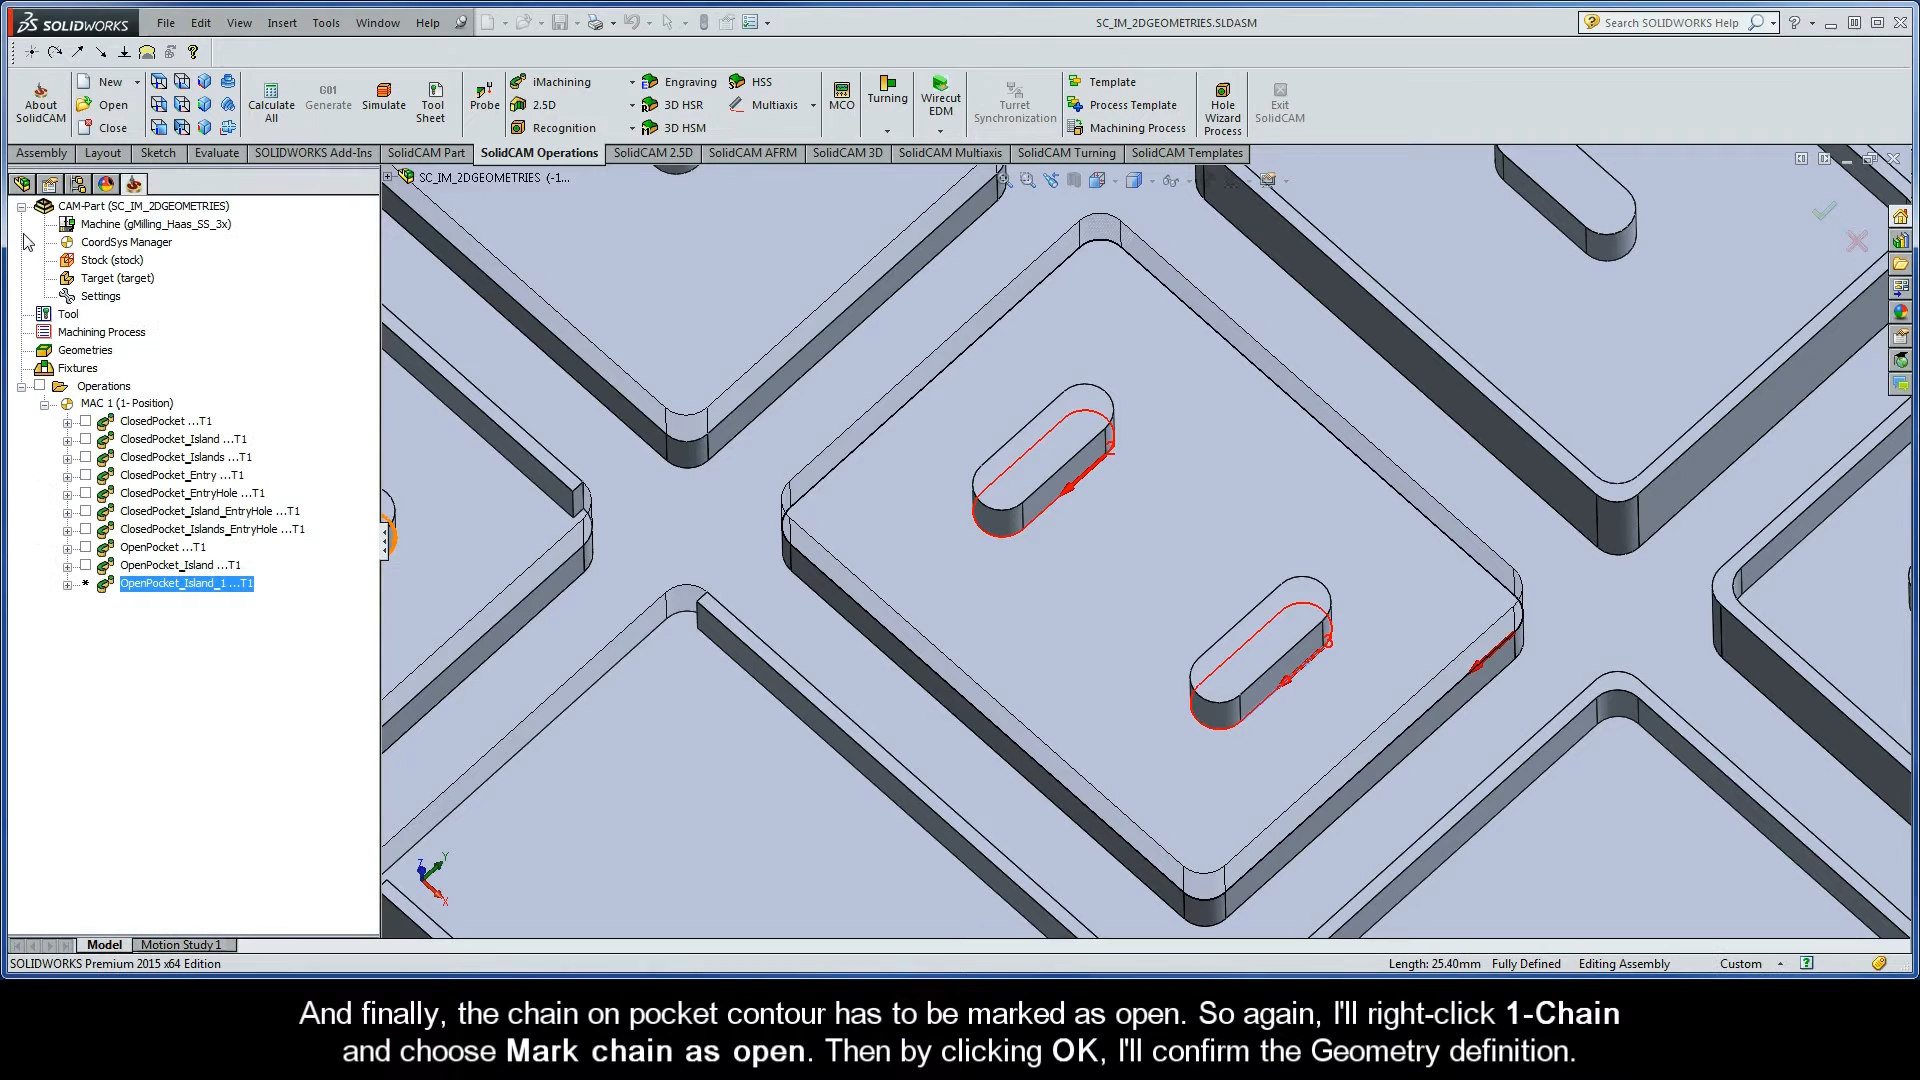 SOLIDWORKS
File Edit View Insert Tools Window Help
SC_IM_2DGEOMETRIES.SLDASM
Search SOLIDWORKS Help
About SolidCAM
New
Open
Close
Calculate All
G01
Generate
Simulate
Tool Sheet
Probe
iMachining
2.5D
Recognition
Engraving
3D HSR
3D HSM
HSS
Multiaxis
MCO
Turning
Wirecut EDM
Turret Synchronization
Template
Process Template
Machining Process
Hole Wizard Process
Exit SolidCAM
Assembly Layout Sketch Evaluate SOLIDWORKS Add-Ins SolidCAM Part SolidCAM Operations SolidCAM 2.5D SolidCAM AFRM SolidCAM 3D SolidCAM Multiaxis SolidCAM Turning SolidCAM Templates
SC_IM_2DGEOMETRIES (-1...
CAM-Part (SC_IM_2DGEOMETRIES)
Machine (gMilling_Haas_SS_3x)
CoordSys Manager
Stock (stock)
Target (target)
Settings
Tool
Machining Process
Geometries
Fixtures
Operations
MAC 1 (1- Position)
ClosedPocket ...T1
ClosedPocket_Island ...T1
ClosedPocket_Islands ...T1
ClosedPocket_Entry ...T1
ClosedPocket_EntryHole ...T1
ClosedPocket_Island_EntryHole ...T1
ClosedPocket_Islands_EntryHole ...T1
OpenPocket ...T1
OpenPocket_Island ...T1
* OpenPocket_Island_1 ...T1
2
3
Z
Y
X
Model Motion Study1
SOLIDWORKS Premium 2015 x64 Edition
Length: 25.40mm Fully Defined Editing Assembly Custom
And finally, the chain on pocket contour has to be marked as open. So again, I'll right-click 1-Chain
and choose Mark chain as open. Then by clicking OK, I'll confirm the Geometry definition.